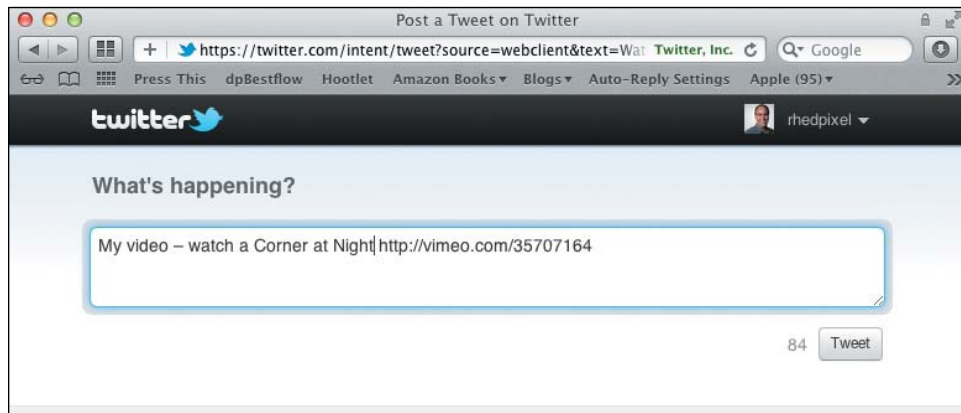 Post a Tweet on Twitter
https://twitter.com/intent/tweet?source=webclient&text=Wat Twitter, Inc. Google
Press This dpBestflow Hootlet Amazon Books Blogs Auto-Reply Settings Apple (95)
twitter rhedpixel
What's happening?
My video – watch a Corner at Night http://vimeo.com/35707164
84 Tweet